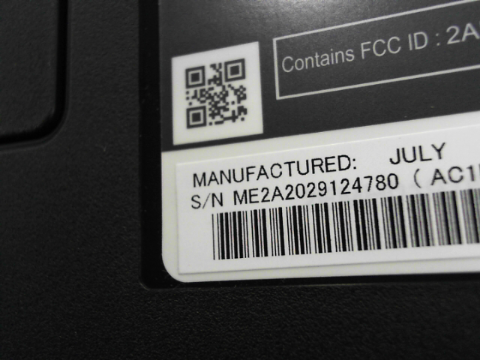 Contains FCC ID : 2A
MANUFACTURED: JULY
S/N ME2A2029124780 ( AC1